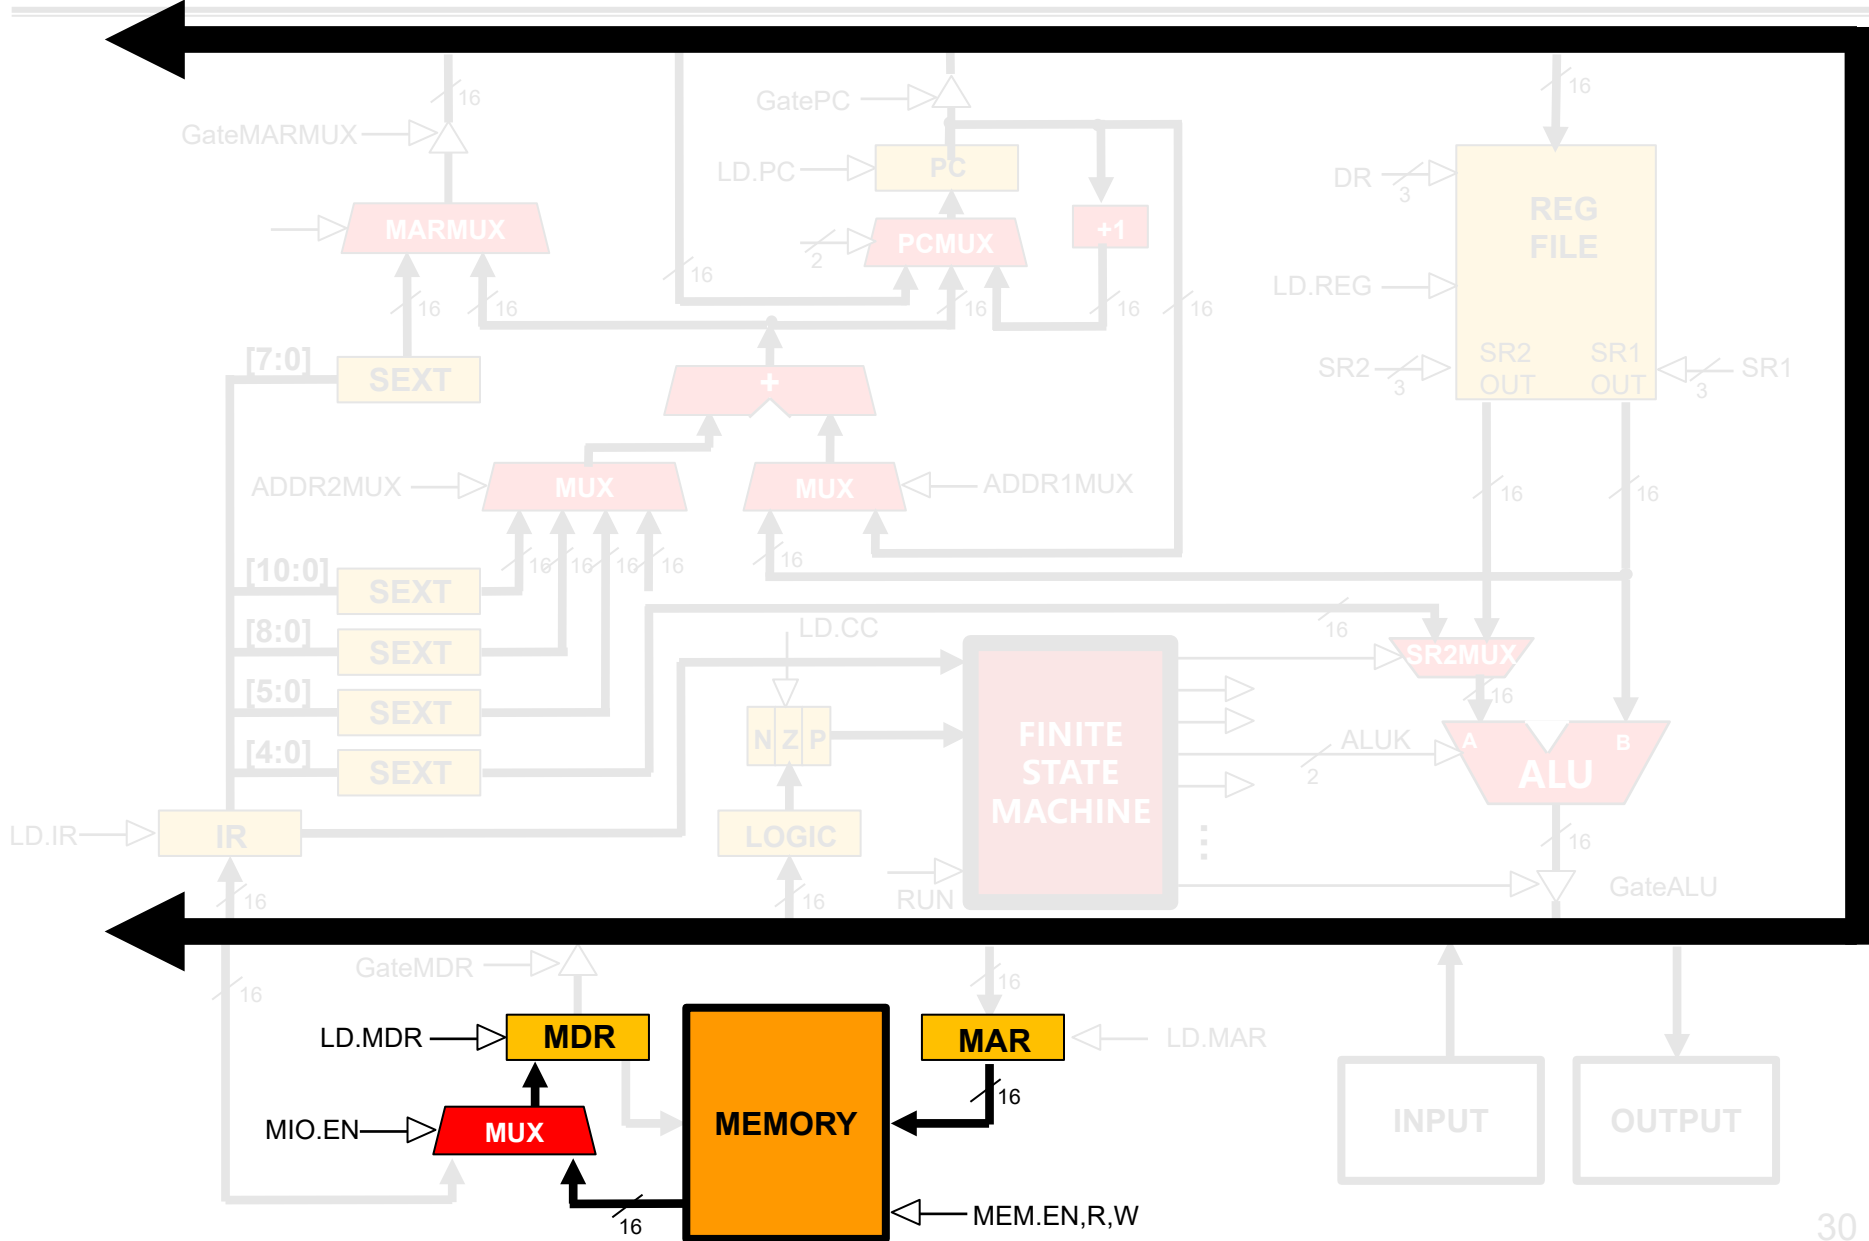 16
16
GatePC
GateMARMUX
LD.PC
PC
DR
3
REG
FILE
MARMUX
PCMUX
2
+1
16
LD.REG
16
16
16
16
16
[7:0]
SEXT
+
SR2
3
SR2
OUT
SR1
OUT
3
SR1
ADDR2MUX
MUX
MUX
ADDR1MUX
16
16
16
16
16
16
16
[10:0]
SEXT
[8:0]
SEXT
LD.CC
16
SR2MUX
16
[5:0]
SEXT
N Z P
FINITE
STATE
MACHINE
ALUK
2
A
B
ALU
[4:0]
SEXT
LD.IR
IR
LOGIC
⋮
16
RUN
GateALU
16
16
GateMDR
16
16
LD.MDR
MDR
MAR
LD.MAR
16
MIO.EN
MUX
MEMORY
INPUT
OUTPUT
16
MEM.EN,R,W
30